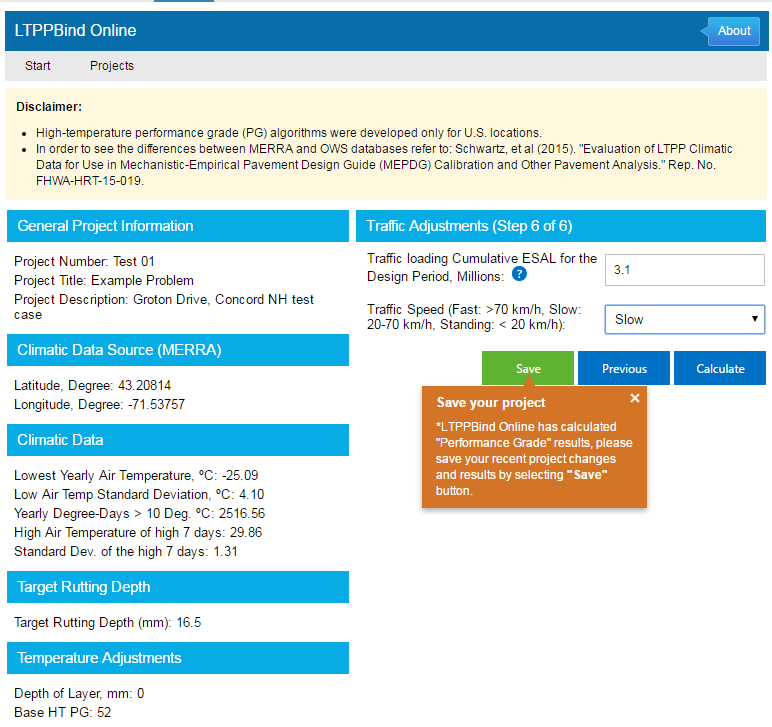 LTPPBind Online
About
Start Projects
Disclaimer:
• High-temperature performance grade (PG) algorithms were developed only for U.S. locations.
• In order to see the differences between MERRA and OWS databases refer to: Schwartz, et al (2015). "Evaluation of LTPP Climatic
Data for Use in Mechanistic-Empirical Pavement Design Guide (MEPDG) Calibration and Other Pavement Analysis." Rep. No.
FHWA-HRT-15-019.
General Project Information
Project Number: Test 01
Project Title: Example Problem
Project Description: Groton Drive, Concord NH test
case
Climatic Data Source (MERRA)
Latitude, Degree: 43.20814
Longitude, Degree: -71.53757
Climatic Data
Lowest Yearly Air Temperature, ºC: -25.09
Low Air Temp Standard Deviation, ºC: 4.10
Yearly Degree-Days > 10 Deg. ºC: 2516.56
High Air Temperature of high 7 days: 29.86
Standard Dev. of the high 7 days: 1.31
Target Rutting Depth
Target Rutting Depth (mm): 16.5
Temperature Adjustments
Depth of Layer, mm: 0
Base HT PG: 52
Traffic Adjustments (Step 6 of 6)
Traffic loading Cumulative ESAL for the
Design Period, Millions: ?
3.1
Traffic Speed (Fast: >70 km/h, Slow:
20-70 km/h, Standing: < 20 km/h):
Slow
Save Previous Calculate
Save your project
*LTPPBind Online has calculated
"Performance Grade" results, please
save your recent project changes
and results by selecting "Save"
button.